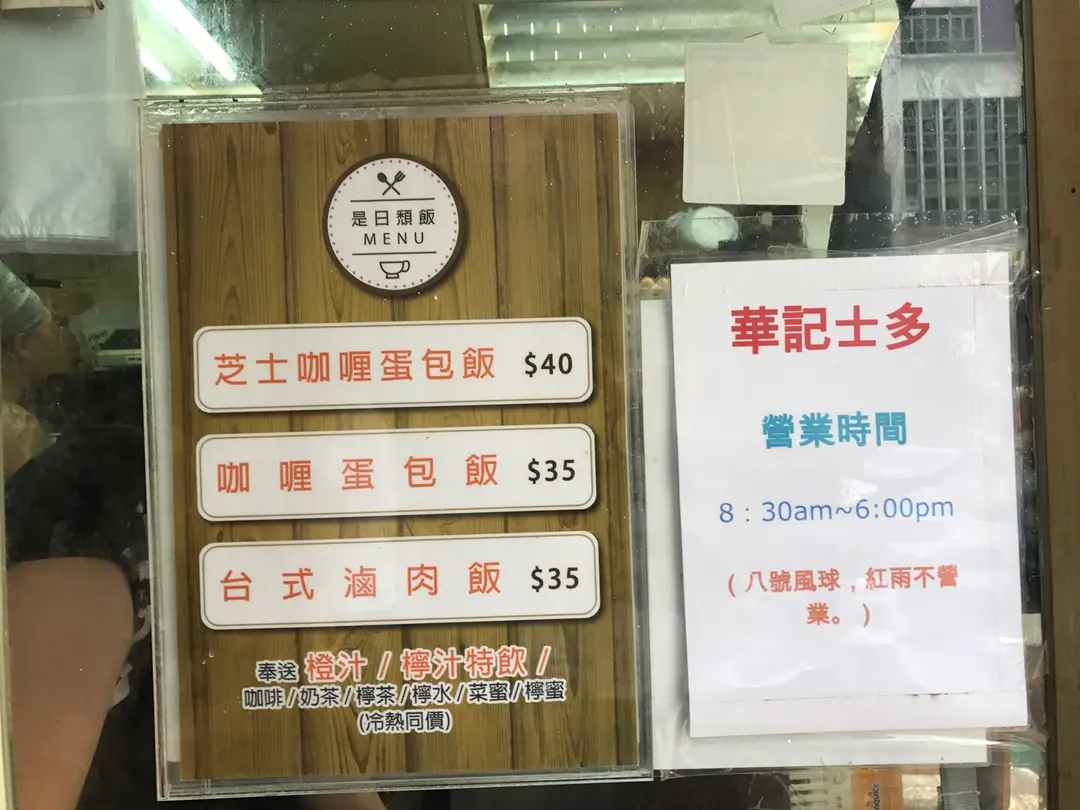 是日頹飯
MENU
芝士咖喱蛋包飯 $40
咖喱蛋包飯 $35
台式滷肉飯 $35
奉送 橙汁 / 檸汁特飲 /
咖啡/奶茶/檸茶/檸水/菜蜜/檸蜜
(冷熱同價)
華記士多
營業時間
8：30am~6:00pm
(八號風球，紅雨不營
業。)